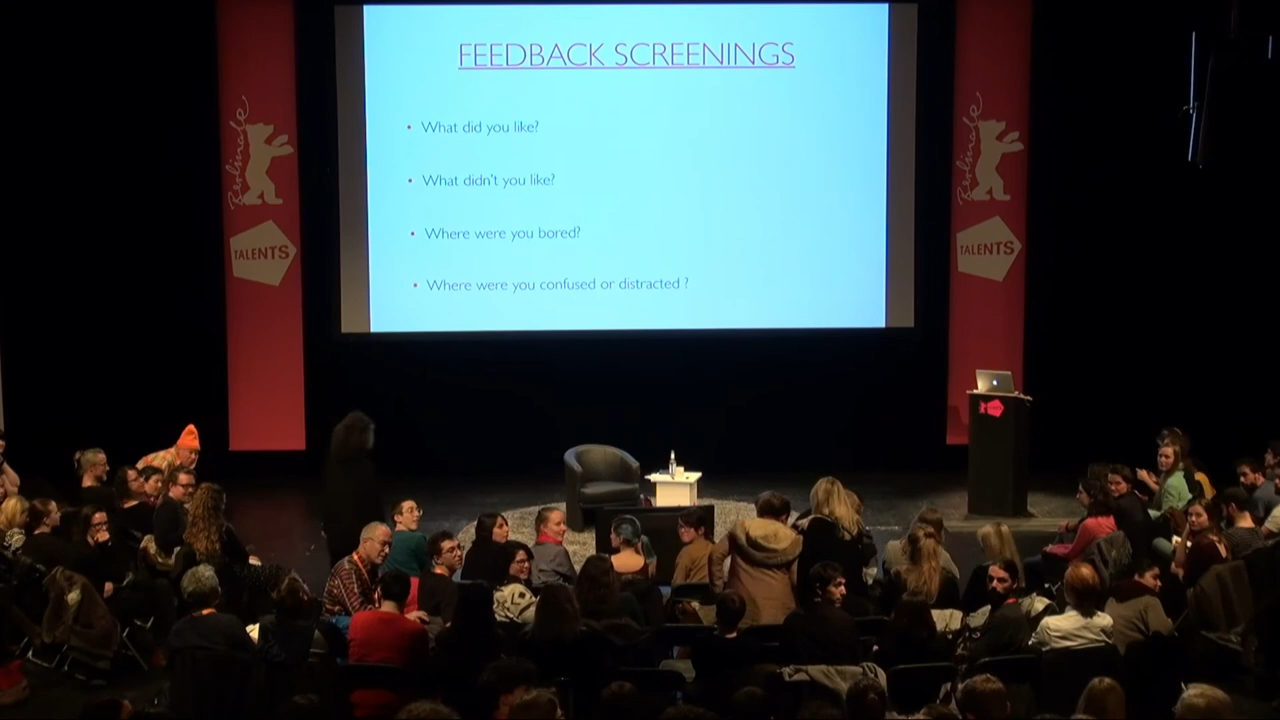 FEEDBACK SCREENINGS
• What did you like?
• What didn't you like?
• Where were you bored?
• Where were you confused or distracted ?
Berlinale
TALENTS
Berlinale
TALENTS